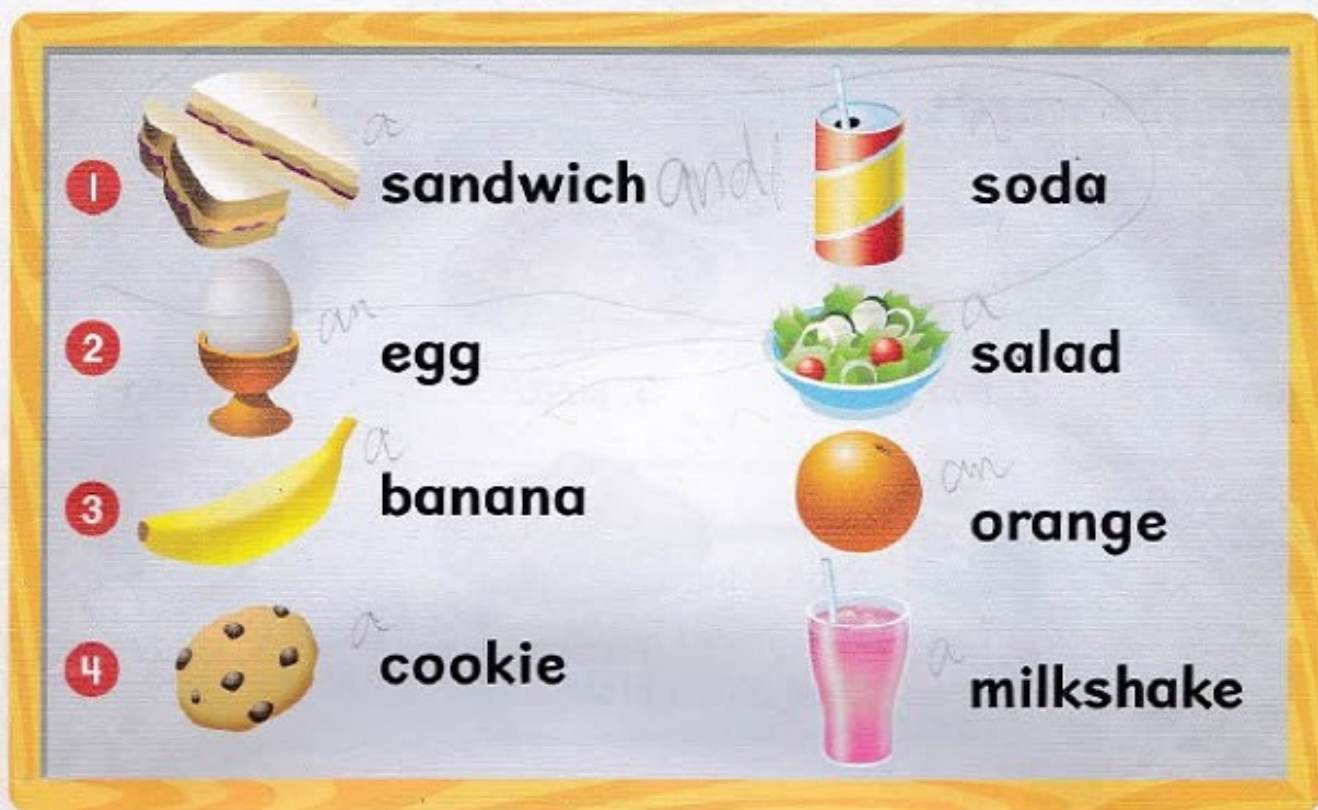 1 a sandwich and a soda
2 an egg a salad
3 a banana an orange
4 a cookie a milkshake